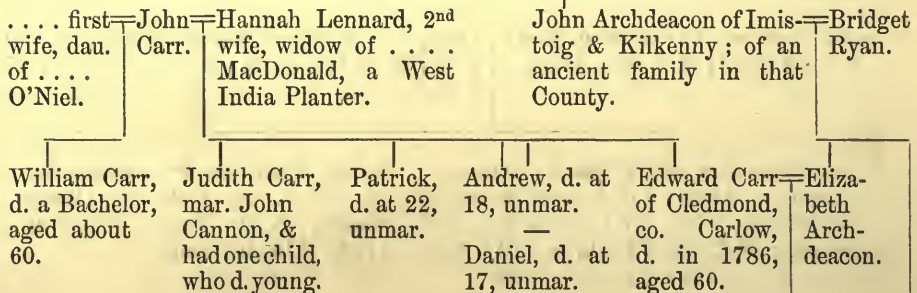 . . . . first
wife, dau.
of . . . .
O'Niel.
John
Carr.
Hannah Lennard, 2nd
wife, widow of . . . . .
MacDonald, a West
India Planter.
John Archdeacon of Imis-
toig & Kilkenny ; of an
ancient family in that
County.
Bridget
Ryan.
William Carr,
d. a Bachelor,
aged about
60.
Judith Carr,
mar. John
Cannon, &
had one child,
who d. young.
Patrick,
d. at 22,
unmar.
Andrew, d. at
18, unmar.
—
Daniel, d. at
17, unmar.
Edward Carr
of Cledmond,
co. Carlow,
d. in 1786,
aged 60.
Eliza-
beth
Arch-
deacon.